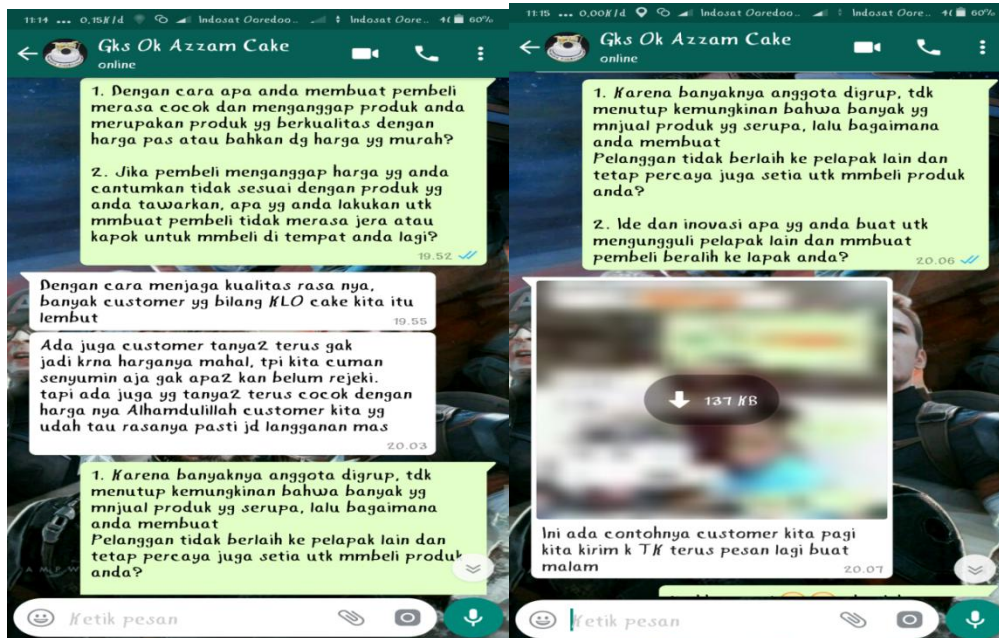 11:14 ... 0,15K/d Indosat Ooredoo.. Indosat Oore.. 4G 60%
Gks Ok Azzam Cake
online
1. Dengan cara apa anda membuat pembeli
merasa cocok dan menganggap produk anda
merupakan produk yg berkualitas dengan
harga pas atau bahkan dg harga yg murah?
2. Jika pembeli menganggap harga yg anda
cantumkan tidak sesuai dengan produk yg
anda tawarkan, apa yg anda lakukan utk
mmbuat pembeli tidak merasa jera atau
kapok untuk mmbeli di tempat anda lagi?
19.52
Dengan cara menjaga kualitas rasa nya,
banyak customer yg bilang KLO cake kita itu
lembut
19.55
Ada juga customer tanya2 terus gak
jadi krna harganya mahal, tpi kita cuman
senyumin aja gak apa2 kan belum rejeki.
tapi ada juga yg tanya2 terus cocok dengan
harga nya Alhamdulillah customer kita yg
udah tau rasanya pasti jd langganan mas
20.03
1. Karena banyaknya anggota digrup, tdk
menutup kemungkinan bahwa banyak yg
mnjual produk yg serupa, lalu bagaimana
anda membuat
Pelanggan tidak berlaih ke pelapak lain dan
tetap percaya juga setia utk mmbeli produk
anda?
Ketik pesan
11:15 ... 0,00K/d Indosat Ooredoo.. Indosat Oore.. 4G 60%
Gks Ok Azzam Cake
online
1. Karena banyaknya anggota digrup, tdk
menutup kemungkinan bahwa banyak yg
mnjual produk yg serupa, lalu bagaimana
anda membuat
Pelanggan tidak berlaih ke pelapak lain dan
tetap percaya juga setia utk mmbeli produk
anda?
2. Ide dan inovasi apa yg anda buat utk
mengungguli pelapak lain dan mmbuat
pembeli beralih ke lapak anda?
20.06
137 KB
Ini ada contohnya customer kita pagi
kita kirim k TK terus pesan lagi buat
malam
20.07
Ketik pesan